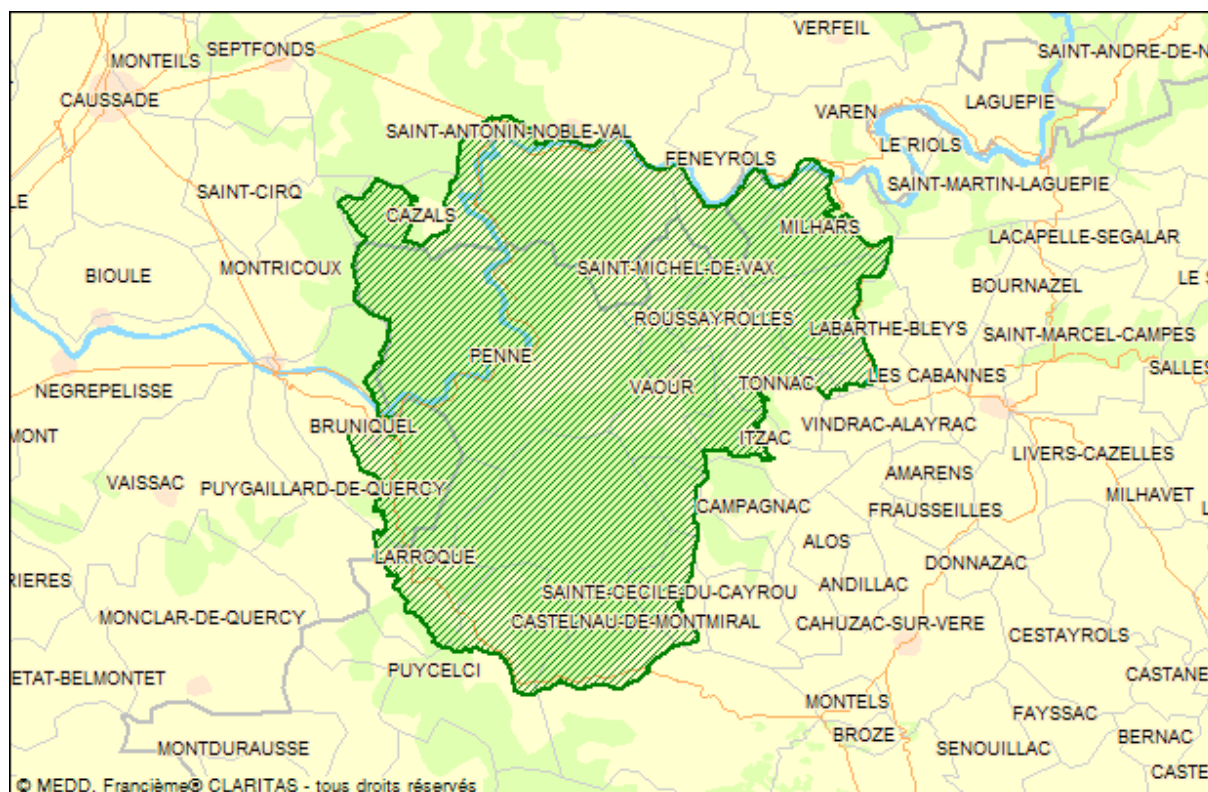 VERFEIL
SEPTFONDS
SAINT-ANDRE-DE-N
MONTEILS
CAUSSADE
LAGUEPIE
VAREN
SAINT-ANTONIN-NOBLE-VAL
LE RIOLS
FENEYROLS
SAINT-CIRQ
SAINT-MARTIN-LAGUEPIE
LE
CAZALS
MILHARS
LACAPELLE-SEGALAR
MONTRICOUX
SAINT-MICHEL-DE-VAX
BIOULE
LE S
BOURNAZEL
ROUSSAYROLLES
LABARTHE-BLEYS
SAINT-MARCEL-CAMPES
PENNE
SALLES
LES CABANNES
NEGREPELISSE
VAOUR
TONNAC
BRUNIQUEL
VINDRAC-ALAYRAC
MONT
ITZAC
LIVERS-CAZELLES
AMARENS
VAISSAC
PUYGAILLARD-DE-QUERCY
MILHAVET
CAMPAGNAC
FRAUSSEILLES
L
ALOS
LARROQUE
DONNAZAC
RIERES
ANDILLAC
SAINTE-CECILE-DU-CAYROU
MONCLAR-DE-QUERCY
CASTELNAU-DE-MONTMIRAL
CAHUZAC-SUR-VERE
CESTAYROLS
PUYCELCI
CASTANE
ETAT-BELMONTET
MONTELS
FAYSSAC
BROZE
BERNAC
MONTDURAUSSE
SENOUILLAC
CASTE
© MEDD, Francième® CLARITAS - tous droits réservés